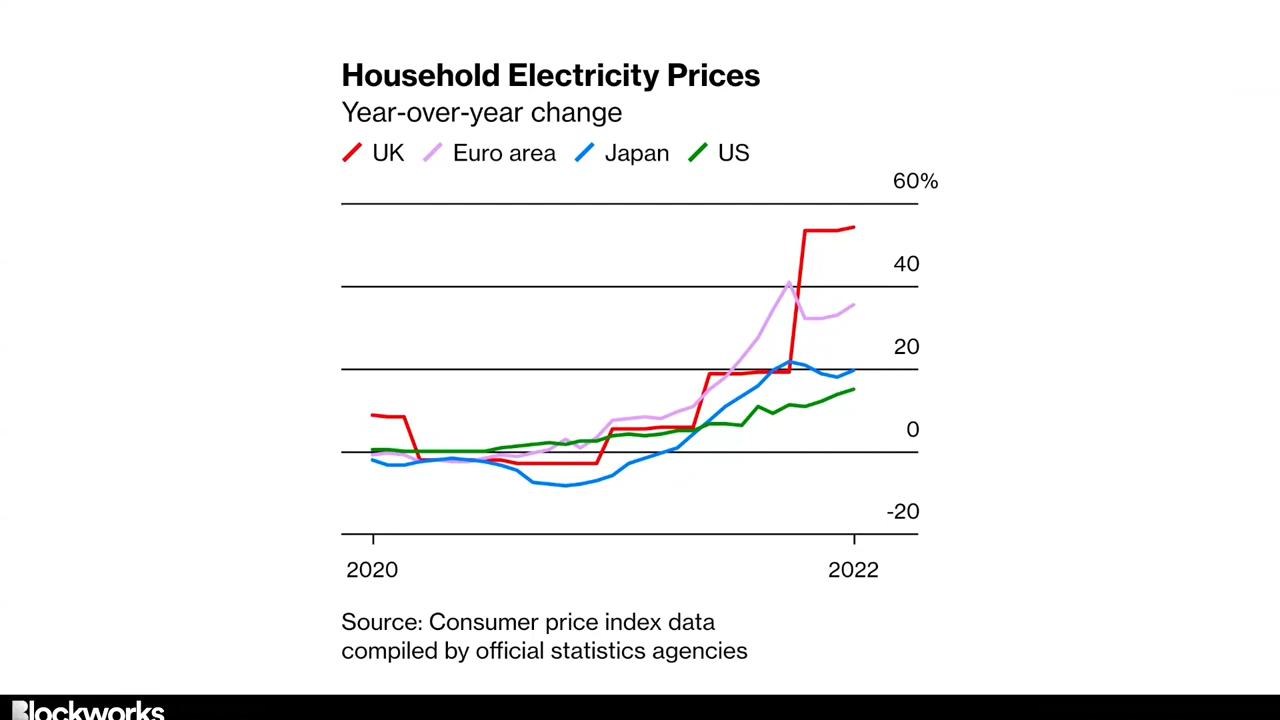 Household Electricity Prices
Year-over-year change
UK Euro area Japan US
60%
40
20
0
-20
2020 2022
Source: Consumer price index data
compiled by official statistics agencies
Blockworks